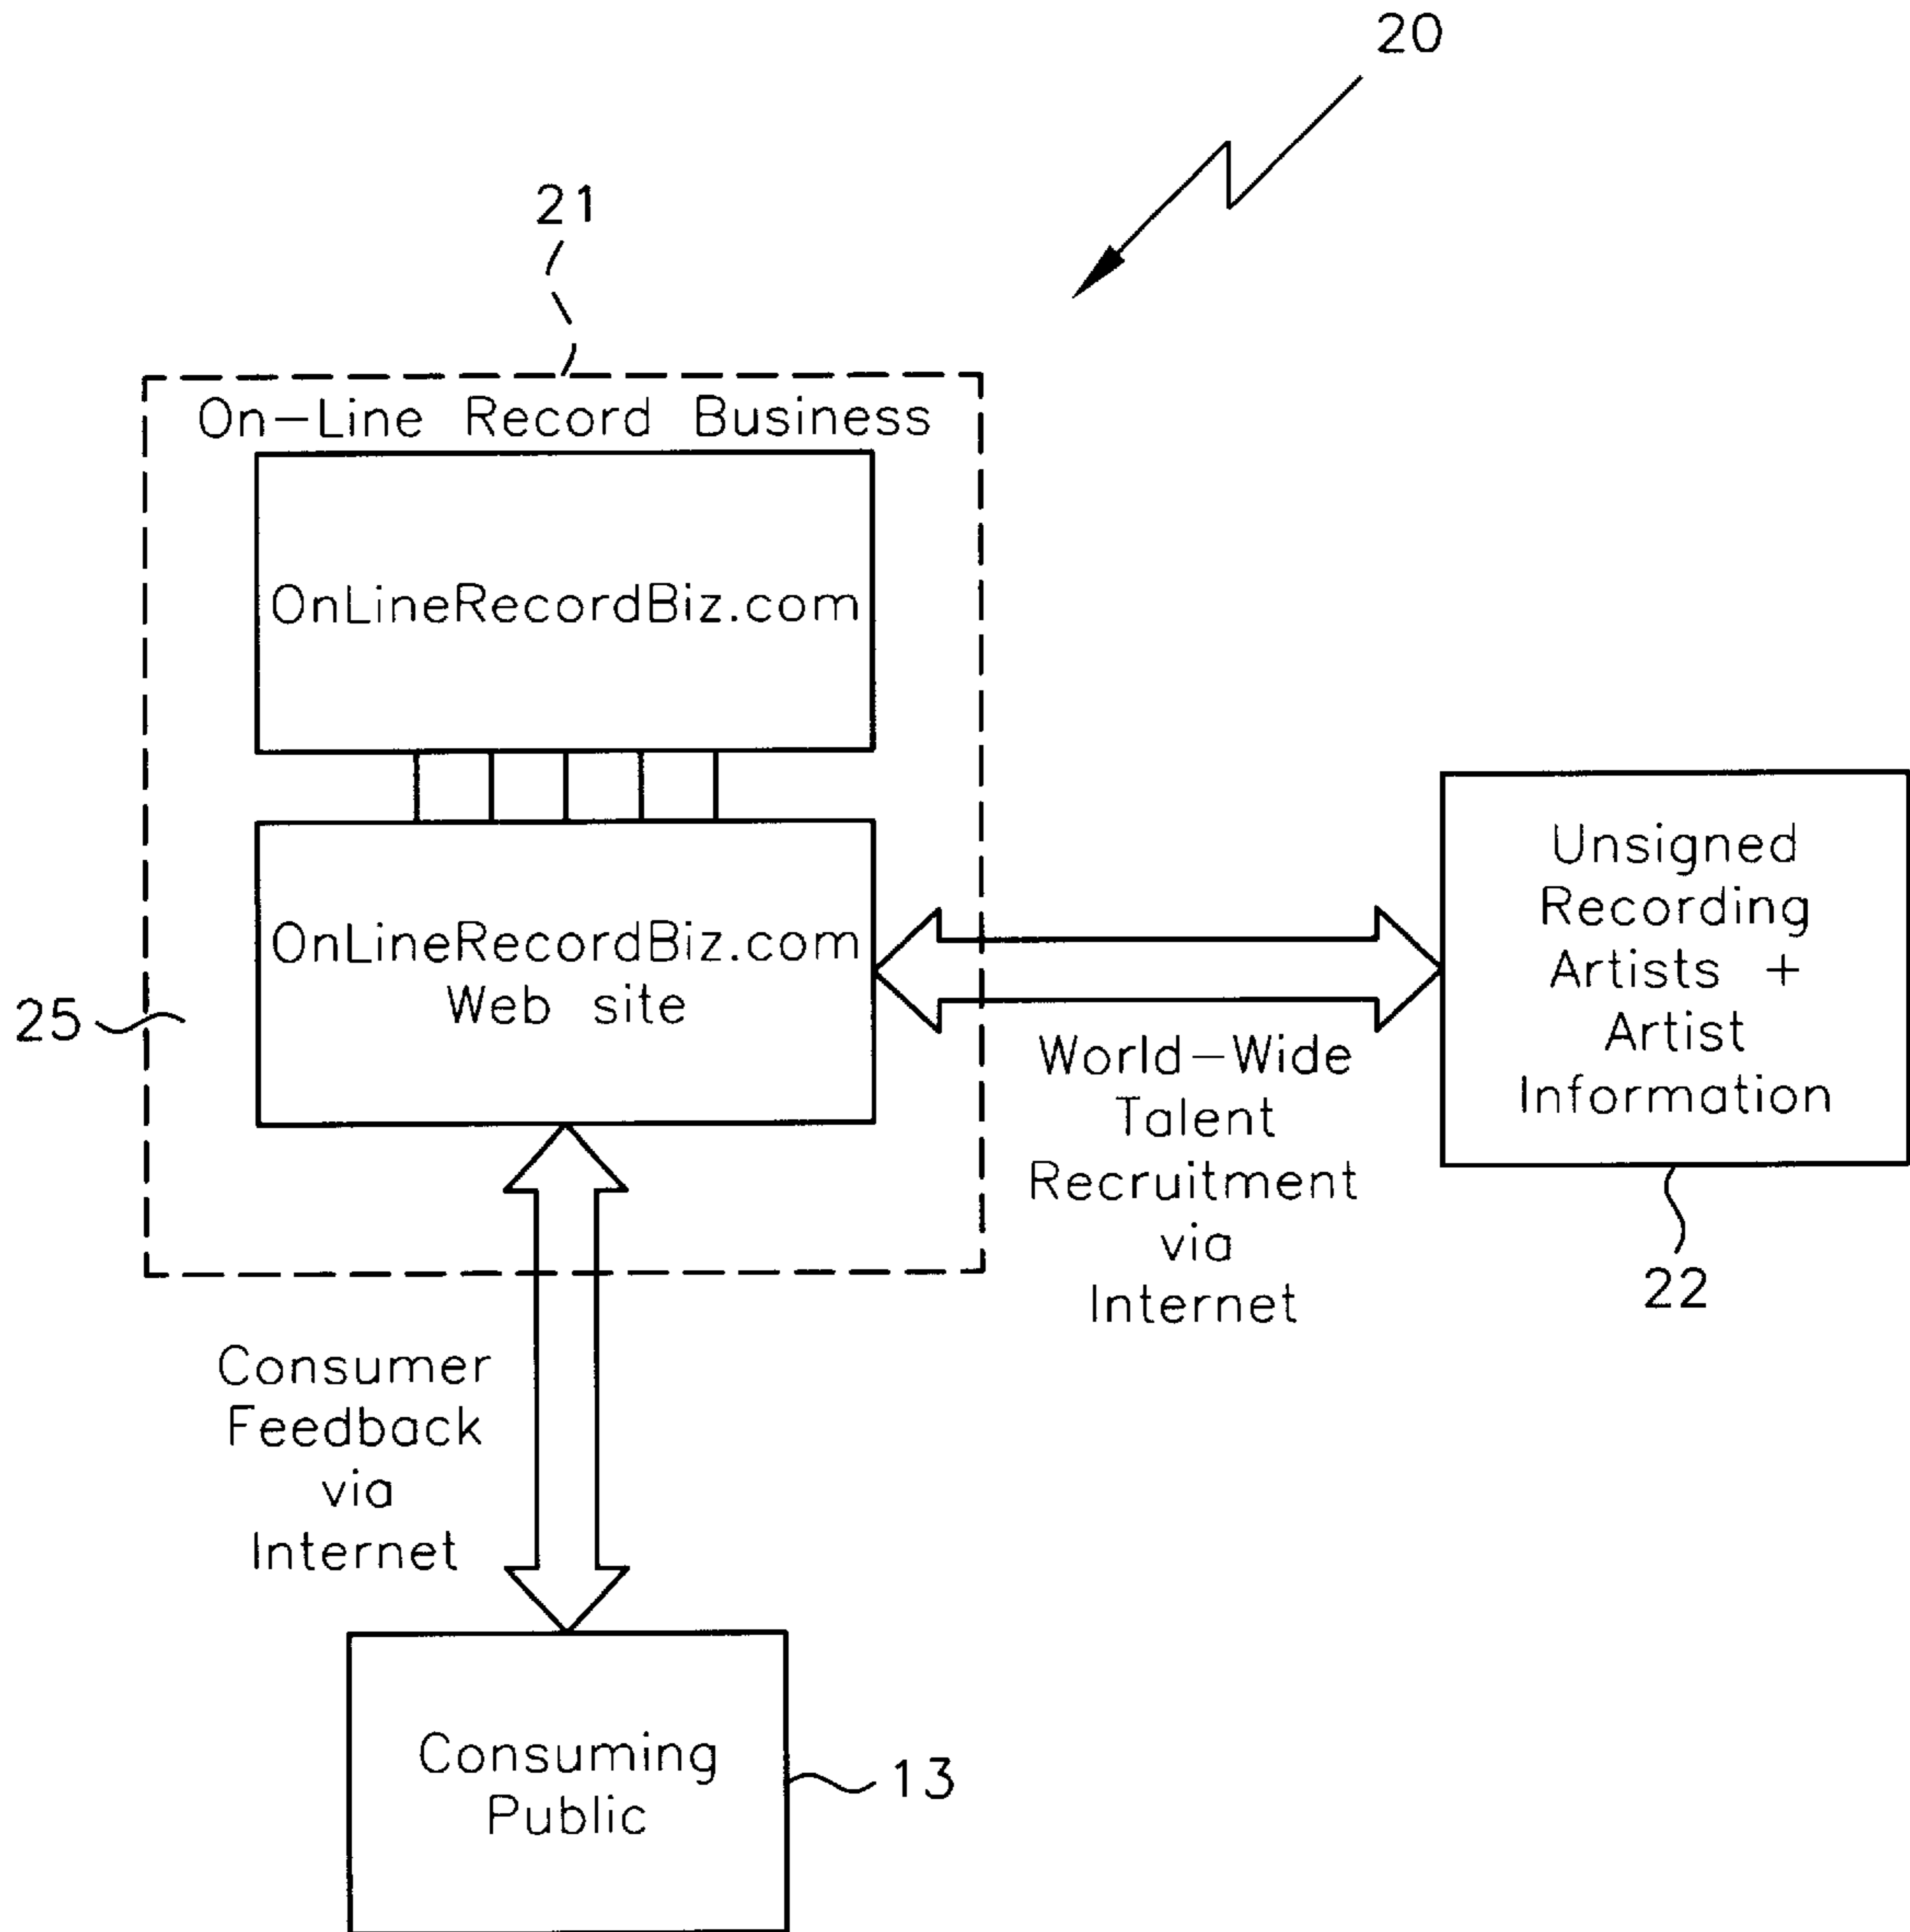 20
21
On-Line Record Business
OnLineRecordBiz.com
OnLineRecordBiz.com
Web site
25
Unsigned
Recording
Artists +
Artist
Information
22
World-Wide
Talent
Recruitment
via
Internet
Consumer
Feedback
via
Internet
Consuming
Public
13